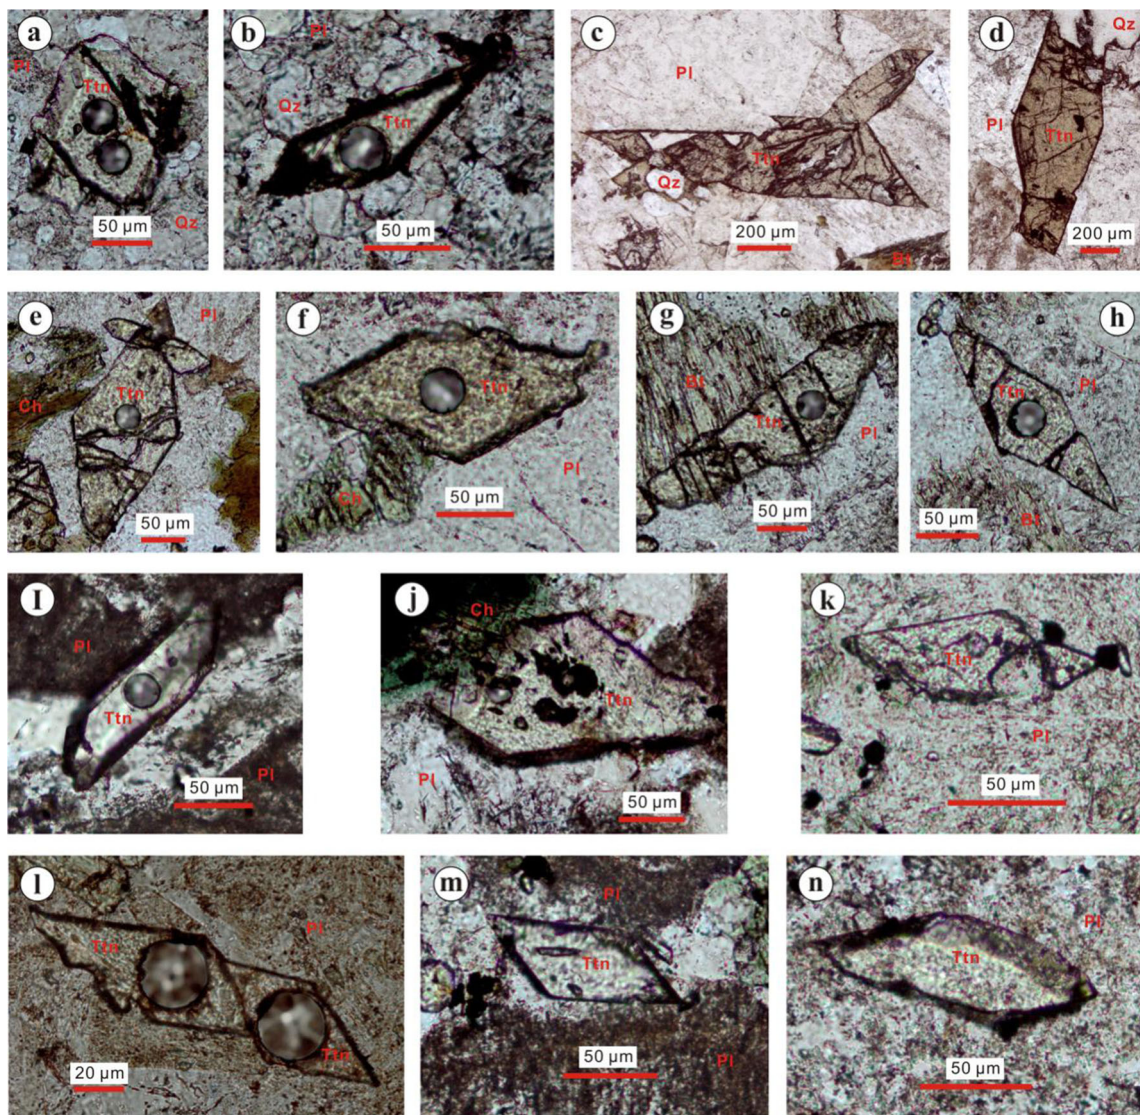 a
Pl
Ttn
Qz
50 μm
b
Pl
Qz
Ttn
50 μm
c
Pl
Ttn
Qz
Bt
200 μm
d
Qz
Pl
Ttn
200 μm
e
Pl
Ttn
Ch
50 μm
f
Ttn
Pl
Ch
50 μm
g
Bt
Ttn
Pl
50 μm
h
Ttn
Pl
Bt
50 μm
I
Pl
Ttn
Pl
50 μm
j
Ch
Ttn
Pl
50 μm
k
Ttn
Pl
50 μm
l
Ttn
Pl
Ttn
20 μm
m
Pl
Ttn
Pl
50 μm
n
Pl
Ttn
50 μm